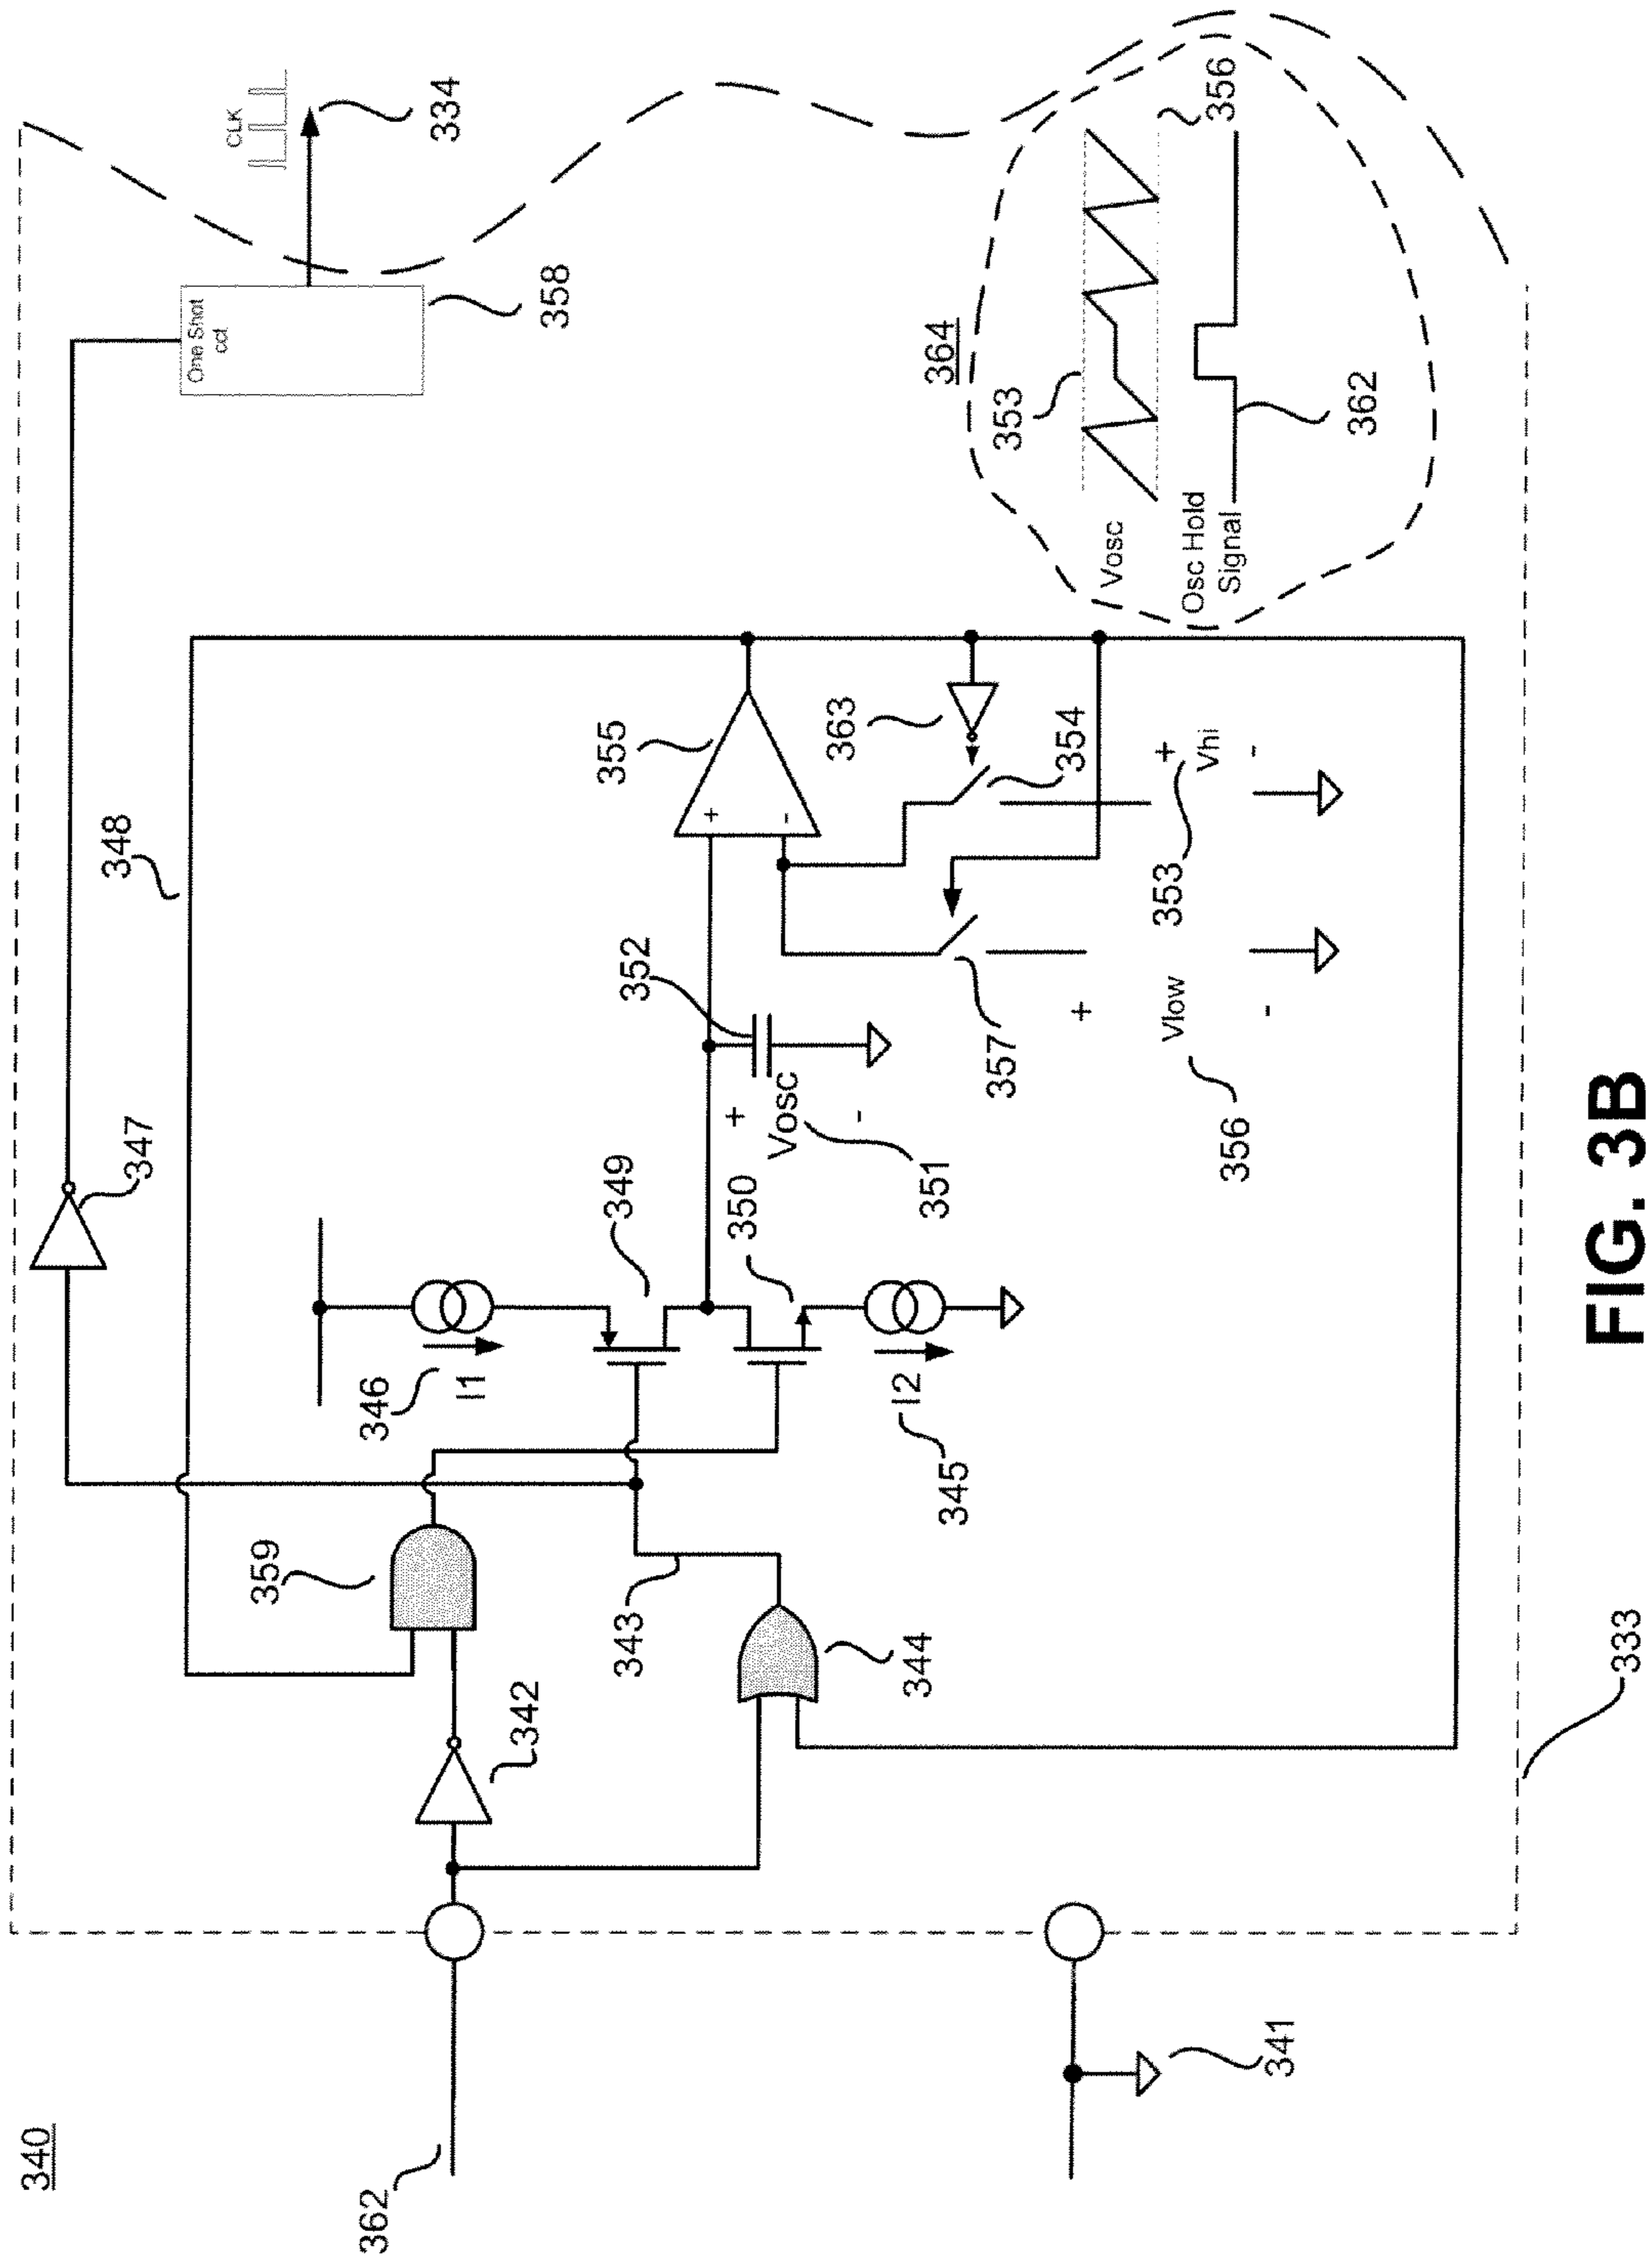 340
362
341
333
L342
344
343
359
348
347
346
I1
345
I2
349
350
+
Vosc
-
351
352
355
+
-
363
354
357
+
Vlow
-
356
+
Vhi
-
353
One Shot
cct
358
CLK
334
364
353
356
Vosc
Osc Hold
Signal
362
FIG. 3B